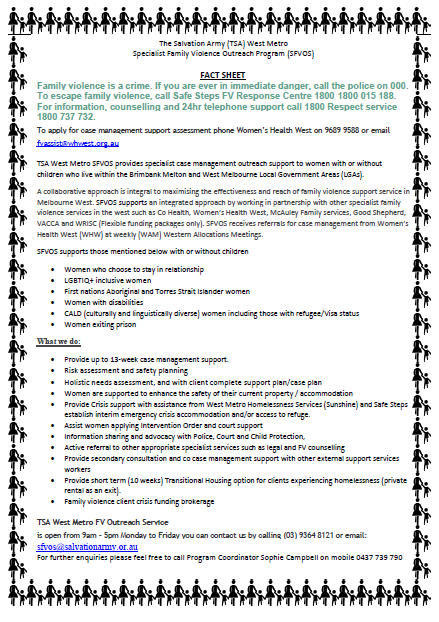 The Salvation Army (TSA) West Metro
Specialist Family Violence Outreach Program (SFVOS)
FACT SHEET
Family violence is a crime. If you are ever in immediate danger, call the police on 000.
To escape family violence, call Safe Steps FV Response Centre 1800 1800 015 188.
For information, counselling and 24hr telephone support call 1800 Respect service
1800 737 732.
To apply for case management support assessment phone Women's Health West on 9689 9588 or email
fvassist@whwest.org.au
TSA West Metro SFVOS provides specialist case management outreach support to women with or without
children who live within the Brimbank Melton and West Melbourne Local Government Areas (LGAs).
A collaborative approach is integral to maximising the effectiveness and reach of family violence support service in
Melbourne West. SFVOS supports an integrated approach by working in partnership with other specialist family
violence services in the west such as Co Health, Women's Health West, McAuley Family services, Good Shepherd,
VACCA and WRISC (Flexible funding packages only). SFVOS receives referrals for case management from Women's
Health West (WHW) at weekly (WAM) Western Allocations Meetings.
SFVOS supports those mentioned below with or without children
• Women who choose to stay in relationship
• LGBTIQ+ inclusive women
• First nations Aboriginal and Torres Strait Islander women
• Women with disabilities
• CALD (culturally and linguistically diverse) women including those with refugee/Visa status
• Women exiting prison
What we do:
• Provide up to 13-week case management support.
• Risk assessment and safety planning
• Holistic needs assessment, and with client complete support plan/case plan
• Women are supported to enhance the safety of their current property / accommodation
• Provide Crisis support with assistance from West Metro Homelessness Services (Sunshine) and Safe Steps
establish interim emergency crisis accommodation and/or access to refuge.
• Assist women applying Intervention Order and court support
• Information sharing and advocacy with Police, Court and Child Protection,
• Active referral to other appropriate specialist services such as legal and FV counselling
• Provide secondary consultation and co case management with other external support services
workers
• Provide short term (10 weeks) Transitional Housing option for clients experiencing homelessness (private
rental as an exit).
• Family violence client crisis funding brokerage
TSA West Metro FV Outreach Service
is open from 9am - 5pm Monday to Friday you can contact us by calling (03) 9364 8121 or email:
sfvos@salvationarmy.or.au
For further enquiries please feel free to call Program Coordinator Sophie Campbell on mobile 0437 739 790